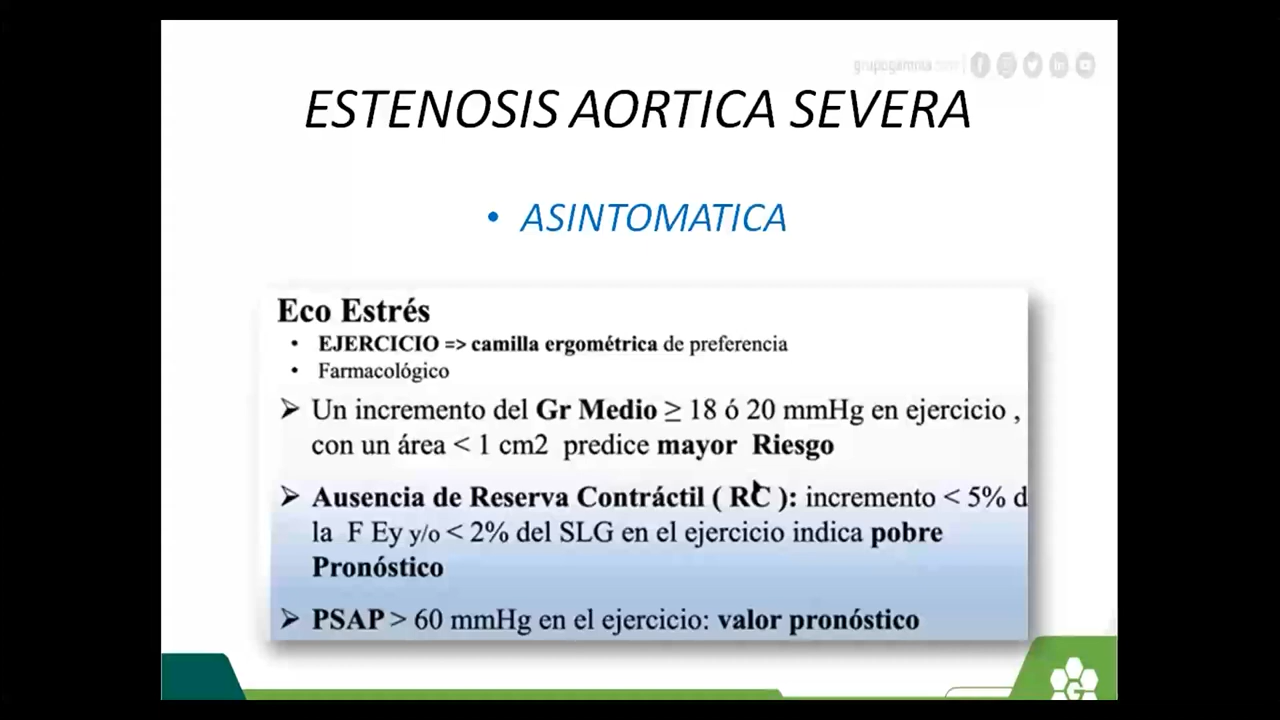 grupogamma.com
ESTENOSIS AORTICA SEVERA
• ASINTOMATICA
Eco Estrés
• EJERCICIO => camilla ergométrica de preferencia
• Farmacológico
➢ Un incremento del Gr Medio ≥ 18 ó 20 mmHg en ejercicio ,
con un área < 1 cm2 predice mayor Riesgo
➢ Ausencia de Reserva Contráctil ( RC ): incremento < 5% d
la F Ey y/o < 2% del SLG en el ejercicio indica pobre
Pronóstico
➢ PSAP > 60 mmHg en el ejercicio: valor pronóstico
G